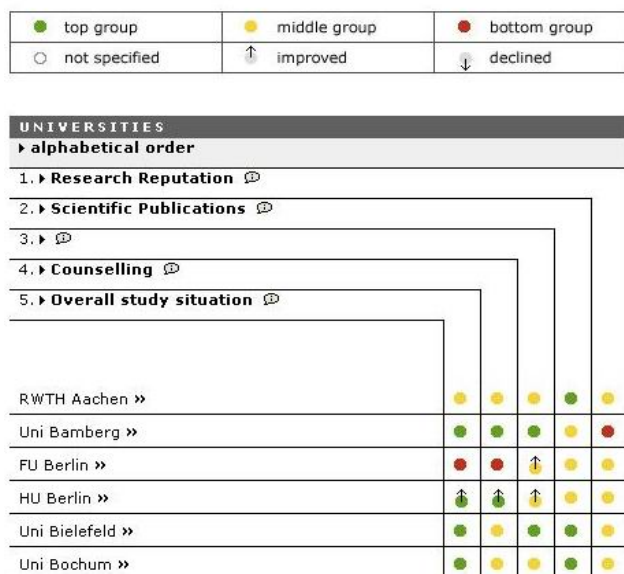 top group middle group bottom group
not specified improved declined
UNIVERSITIES
alphabetical order
1. Research Reputation
2. Scientific Publications
3.
4. Counselling
5. Overall study situation
RWTH Aachen »
Uni Bamberg »
FU Berlin »
HU Berlin »
Uni Bielefeld »
Uni Bochum »